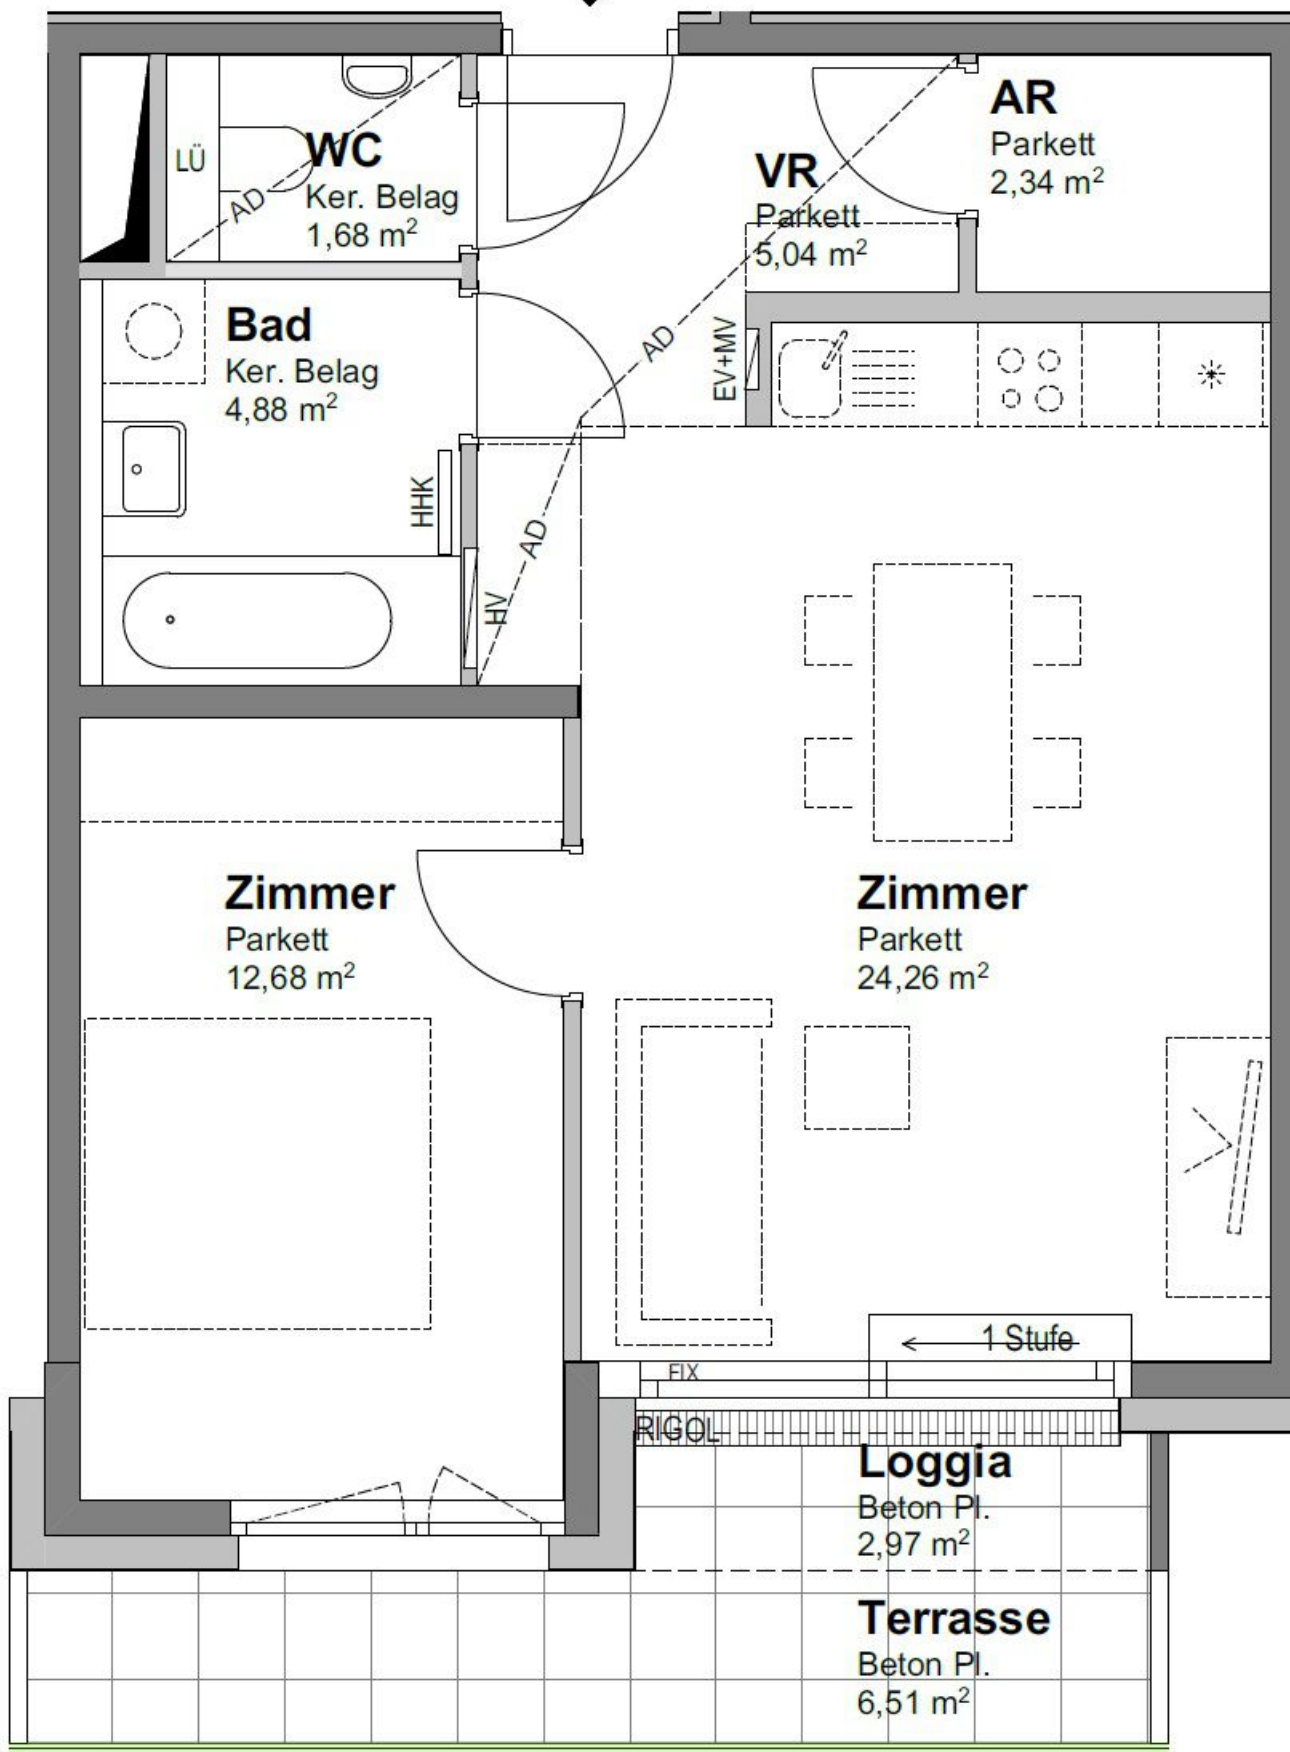 AR
Parkett
2,34 m²
WC
Ker. Belag
1,68 m²
LÜ
AD
VR
Parkett
5,04 m²
AD
EV+MV
Bad
Ker. Belag
4,88 m²
HHK
AD
HV
Zimmer
Parkett
12,68 m²
Zimmer
Parkett
24,26 m²
1 Stufe
FIX
RIGOL
Loggia
Beton Pl.
2,97 m²
Terrasse
Beton Pl.
6,51 m²